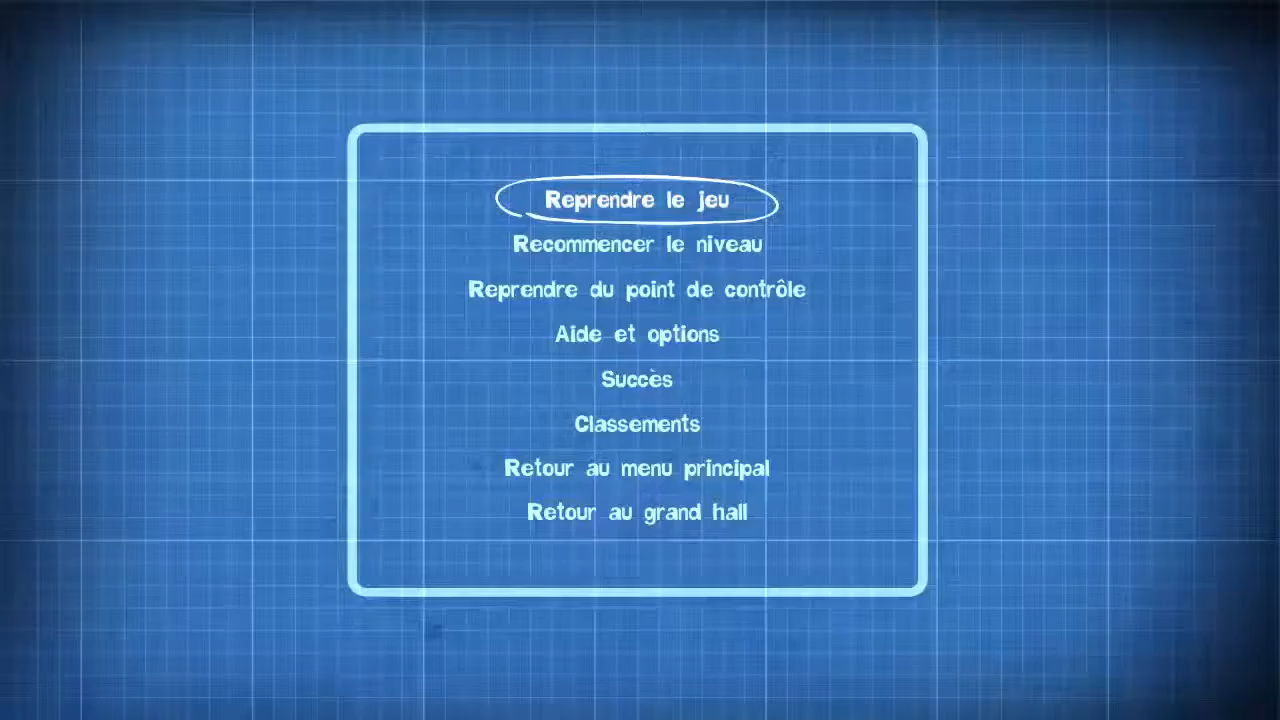 Reprendre le jeu
Recommencer le niveau
Reprendre du point de contrôle
Aide et options
Succès
Classements
Retour au menu principal
Retour au grand hall